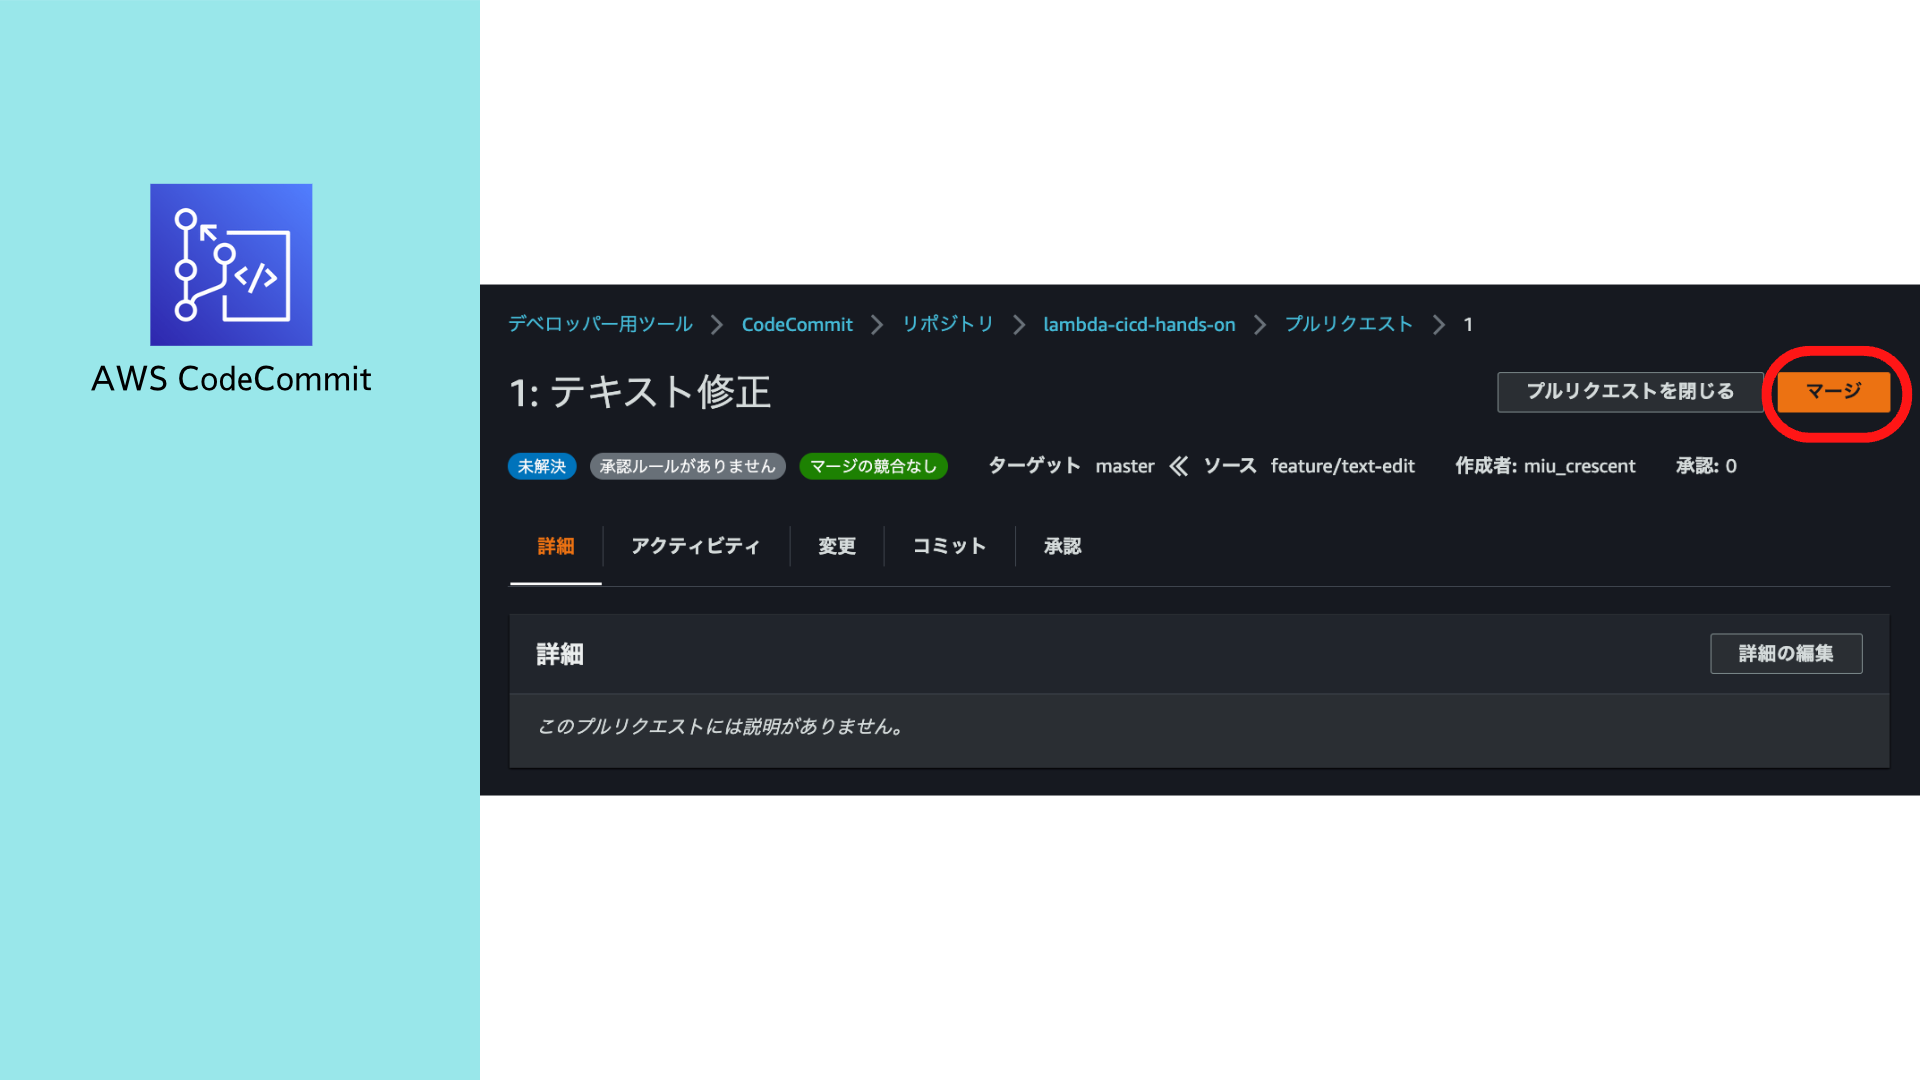 AWS CodeCommit
デベロッパー用ツール > CodeCommit > リポジトリ > lambda-cicd-hands-on > プルリクエスト > 1
1: テキスト修正
プルリクエストを閉じる マージ
未解決 承認ルールがありません マージの競合なし ターゲット master ≪ ソース feature/text-edit 作成者: miu_crescent 承認: 0
詳細 アクティビティ 変更 コミット 承認
詳細 詳細の編集
このプルリクエストには説明がありません。